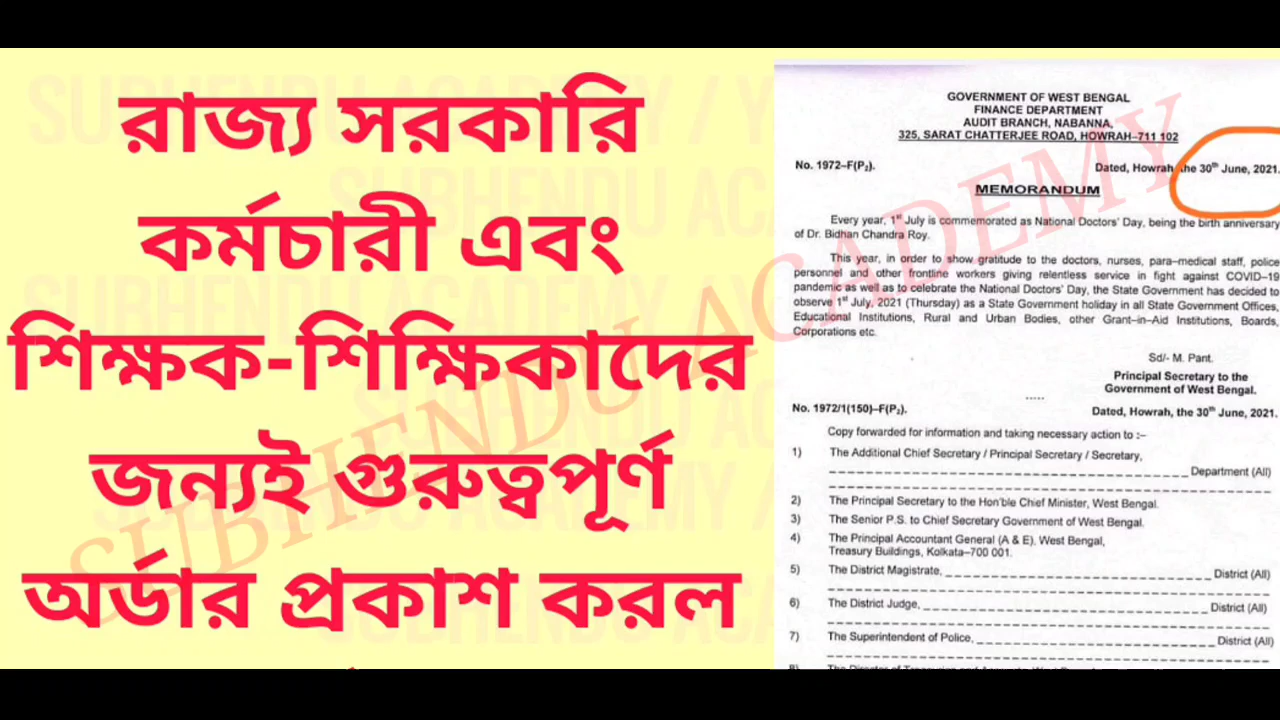 রাজ্য সরকারি
কর্মচারী এবং
শিক্ষক-শিক্ষিকাদের
জন্যই গুরুত্বপূর্ণ
অর্ডার প্রকাশ করল
SUBHENDU ACADEMY
GOVERNMENT OF WEST BENGAL
FINANCE DEPARTMENT
AUDIT BRANCH, NABANNA,
325, SARAT CHATTERJEE ROAD, HOWRAH–711 102
No. 1972–F(P₂). Dated, Howrah, the 30th June, 2021.
MEMORANDUM
Every year, 1st July is commemorated as National Doctors' Day, being the birth anniversary
of Dr. Bidhan Chandra Roy.
This year, in order to show gratitude to the doctors, nurses, para–medical staff, police
personnel and other frontline workers giving relentless service in fight against COVID–19
pandemic as well as to celebrate the National Doctors' Day, the State Government has decided to
observe 1st July, 2021 (Thursday) as a State Government holiday in all State Government Offices,
Educational Institutions, Rural and Urban Bodies, other Grant–in–Aid Institutions, Boards,
Corporations etc.
Sd/- M. Pant.
Principal Secretary to the
Government of West Bengal.
No. 1972/1(150)–F(P₂). Dated, Howrah, the 30th June, 2021.
Copy forwarded for information and taking necessary action to :–
1) The Additional Chief Secretary / Principal Secretary / Secretary,
Department (All)
2) The Principal Secretary to the Hon'ble Chief Minister, West Bengal.
3) The Senior P.S. to Chief Secretary Government of West Bengal.
4) The Principal Accountant General (A & E), West Bengal,
Treasury Buildings, Kolkata–700 001.
5) The District Magistrate, District (All)
6) The District Judge, District (All)
7) The Superintendent of Police, District (All)